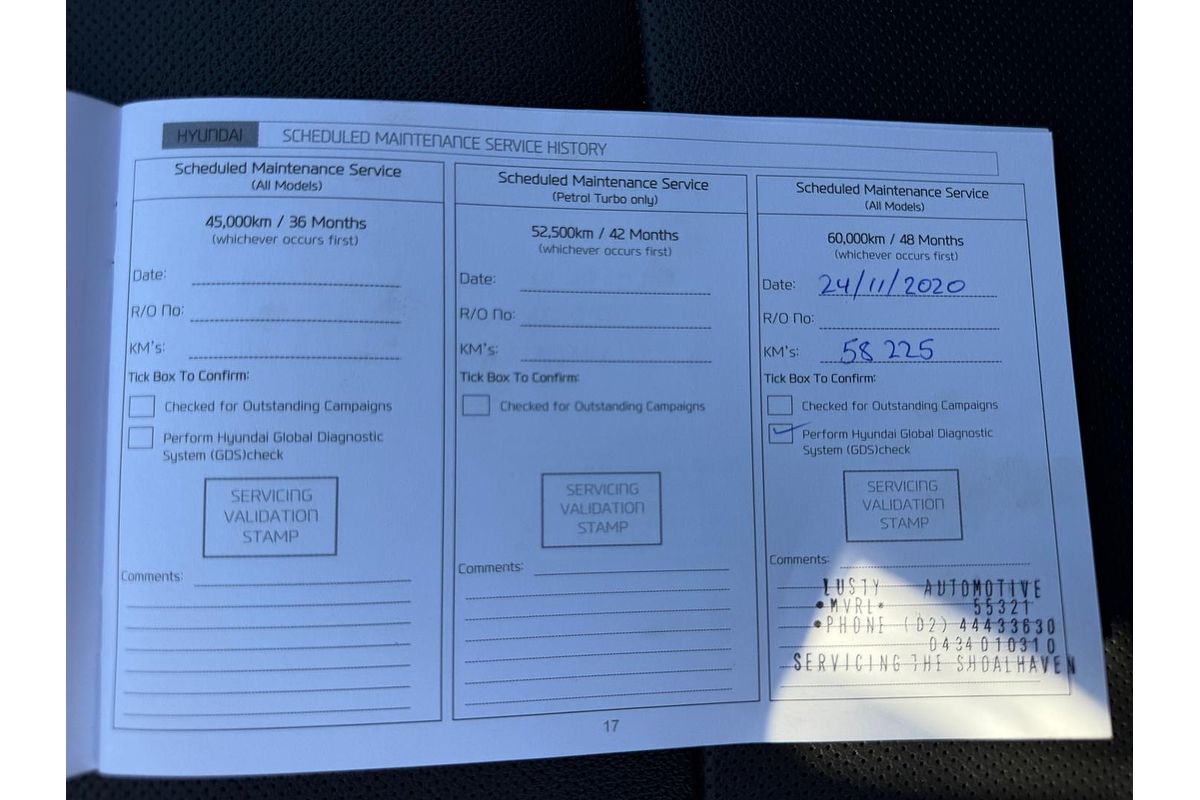 HYUNDAI SCHEDULED MAINTENANCE SERVICE HISTORY
Scheduled Maintenance Service
(All Models)
45,000km / 36 Months
(whichever occurs first)
Date:
R/O No:
KM's:
Tick Box To Confirm:
Checked for Outstanding Campaigns
Perform Hyundai Global Diagnostic
System (GDS)check
SERVICING
VALIDATION
STAMP
Comments:
Scheduled Maintenance Service
(Petrol Turbo only)
52,500km / 42 Months
(whichever occurs first)
Date:
R/O No:
KM's:
Tick Box To Confirm:
Checked for Outstanding Campaigns
SERVICING
VALIDATION
STAMP
Comments:
Scheduled Maintenance Service
(All Models)
60,000km / 48 Months
(whichever occurs first)
Date: 24/11/2020
R/O No:
KM's: 58 225
Tick Box To Confirm:
Checked for Outstanding Campaigns
Perform Hyundai Global Diagnostic
System (GDS)check
SERVICING
VALIDATION
STAMP
Comments:
LUSTY AUTOMOTIVE
•MVRL• 55321
•PHONE (02) 44433630
0434010310
SERVICING THE SHOALHAVEN
17